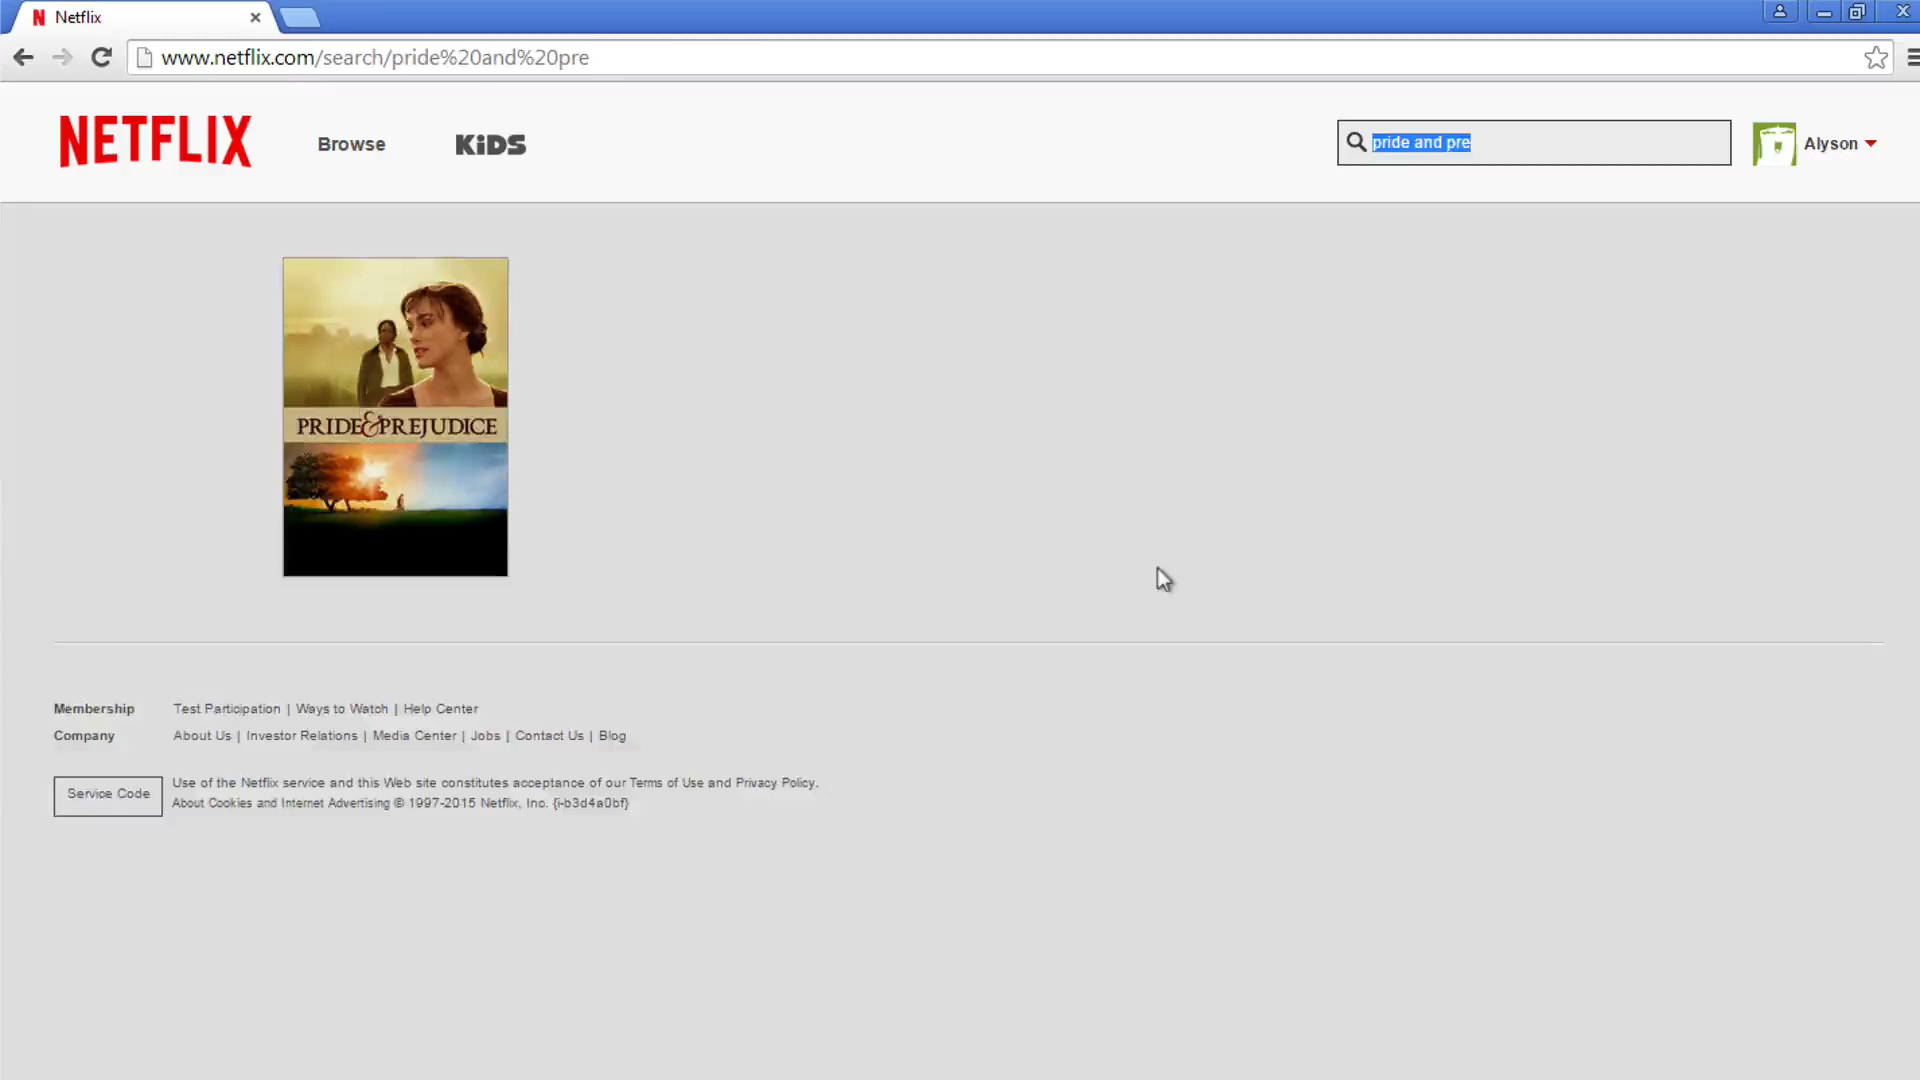 Netflix
www.netflix.com/search/pride%20and%20pre
NETFLIX
Browse
KiDS
pride and pre
Alyson
PRIDE&PREJUDICE
Membership Test Participation | Ways to Watch | Help Center
Company About Us | Investor Relations | Media Center | Jobs | Contact Us | Blog
Service Code
Use of the Netflix service and this Web site constitutes acceptance of our Terms of Use and Privacy Policy.
About Cookies and Internet Advertising © 1997-2015 Netflix, Inc. {i-b3d4a0bf}